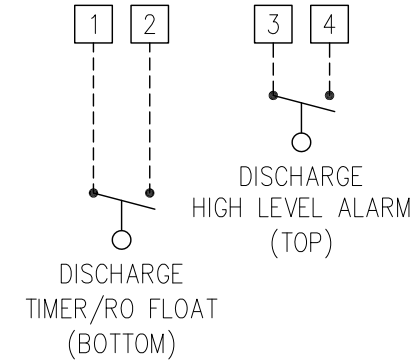 1 2 3 4
DISCHARGE
HIGH LEVEL ALARM
(TOP)
DISCHARGE
TIMER/RO FLOAT
(BOTTOM)